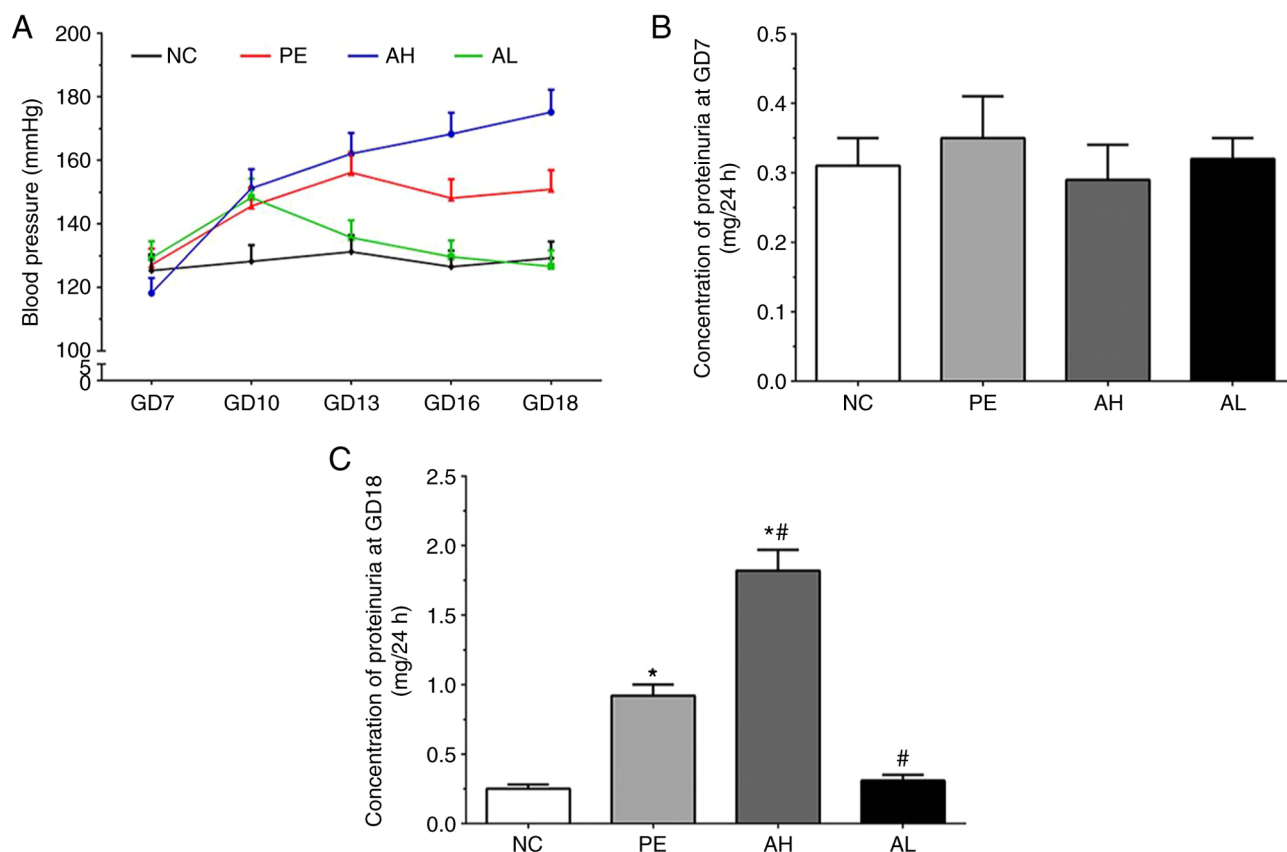 A
NC PE AH AL
Blood pressure (mmHg)
200
180
160
140
120
100
5
0
GD7 GD10 GD13 GD16 GD18
B
Concentration of proteinuria at GD7
(mg/24 h)
0.5
0.4
0.3
0.2
0.1
0.0
NC PE AH AL
C
Concentration of proteinuria at GD18
(mg/24 h)
2.5
2.0
1.5
1.0
0.5
0.0
*
*#
#
NC PE AH AL